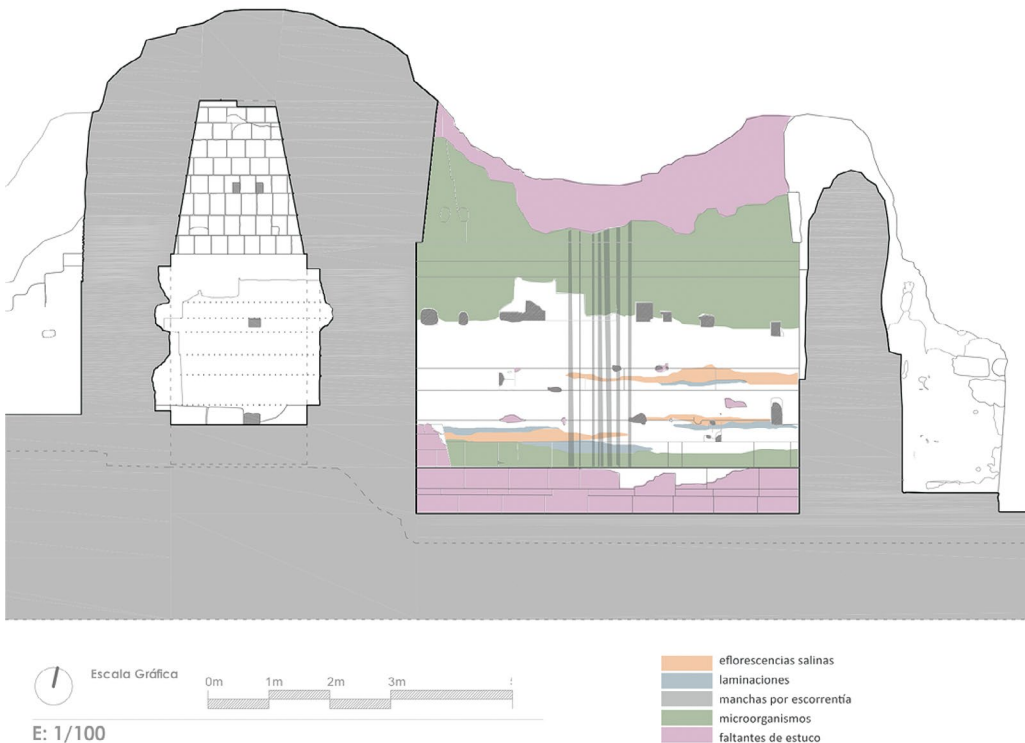 Escala Gráfica
0m 1m 2m 3m
E: 1/100
eflorescencias salinas
laminaciones
manchas por escorrentía
microorganismos
faltantes de estuco